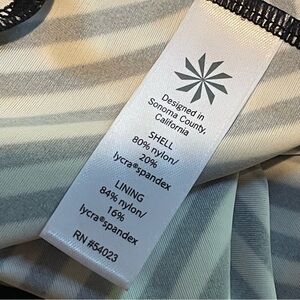 Designed in
Sonoma County,
California
SHELL
80% nylon/
20%
lycra®spandex
LINING
84% nylon/
16%
lycra®spandex
RN #54023